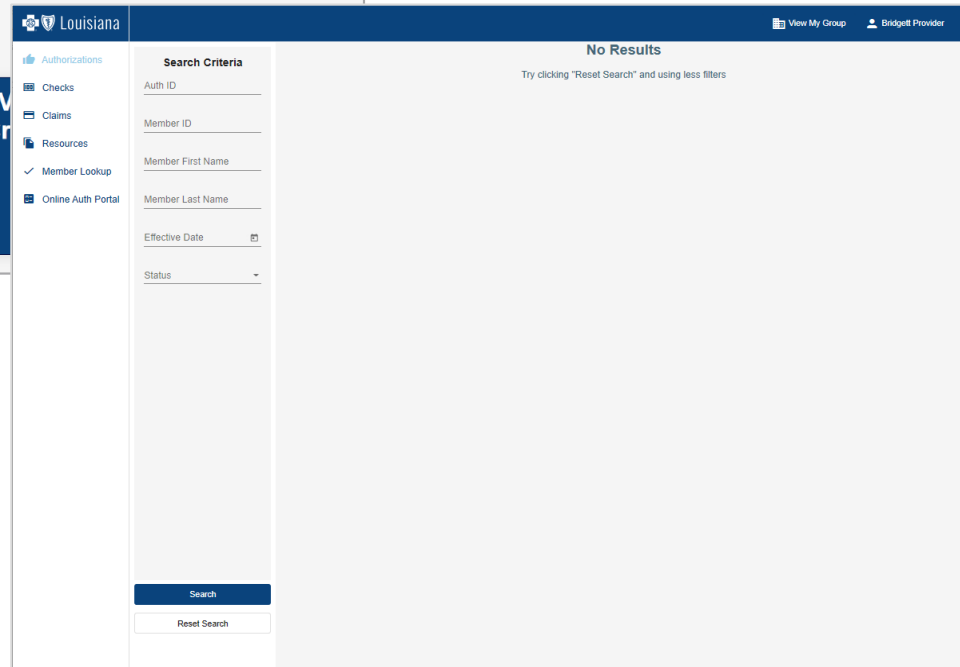 Louisiana
View My Group
Bridgett Provider
Authorizations
Checks
Claims
Resources
Member Lookup
Online Auth Portal
Search Criteria
Auth ID
Member ID
Member First Name
Member Last Name
Effective Date
Status
Search
Reset Search
No Results
Try clicking "Reset Search" and using less filters